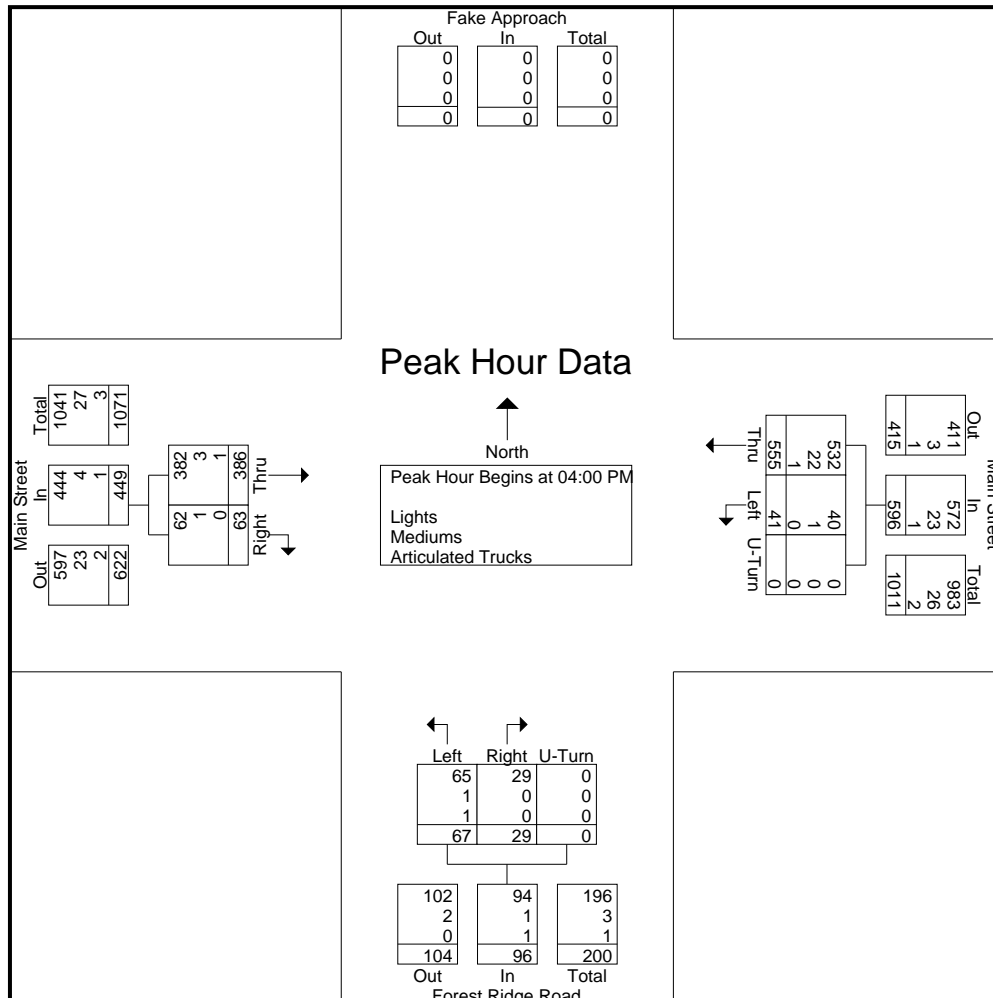 Fake Approach
Out In Total
0 0 0
0 0 0
0 0 0
0 0 0
Peak Hour Data
North
Peak Hour Begins at 04:00 PM
Lights
Mediums
Articulated Trucks
Main Street
Out In Total
597 444 1041
23 4 27
2 1 3
622 449 1071
Right Thru
62 382
1 3
0 1
63 386
Main Street
Out In Total
411 572 983
3 23 26
1 1 2
415 596 1011
Thru Left U-Turn
532 40 0
22 1 0
1 0 0
555 41 0
Left Right U-Turn
65 29 0
1 0 0
1 0 0
67 29 0
102 94 196
2 1 3
0 1 1
104 96 200
Out In Total
Forest Ridge Road